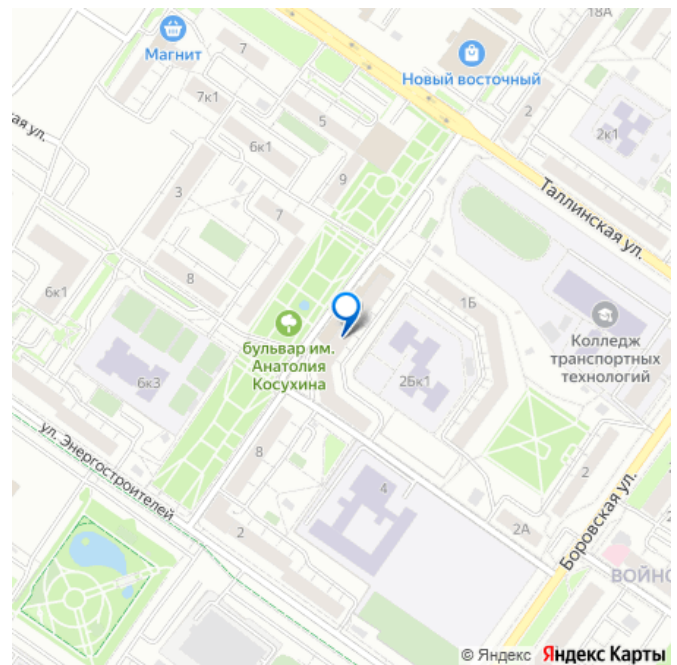 18А
Магнит
7
Новый восточный
7к1
5
2
2к1
ая ул.
6к1
9
3
Таллинская ул.
7
8
6к1
1Б
бульвар им.
Анатолия
Косухина
Колледж
транспортных
технологий
2Бк1
6к3
ул. Энергостроителей
8
4
2
2
2А
2
Боровская ул.
ВОЙНО
© Яндекс Яндекс Карты